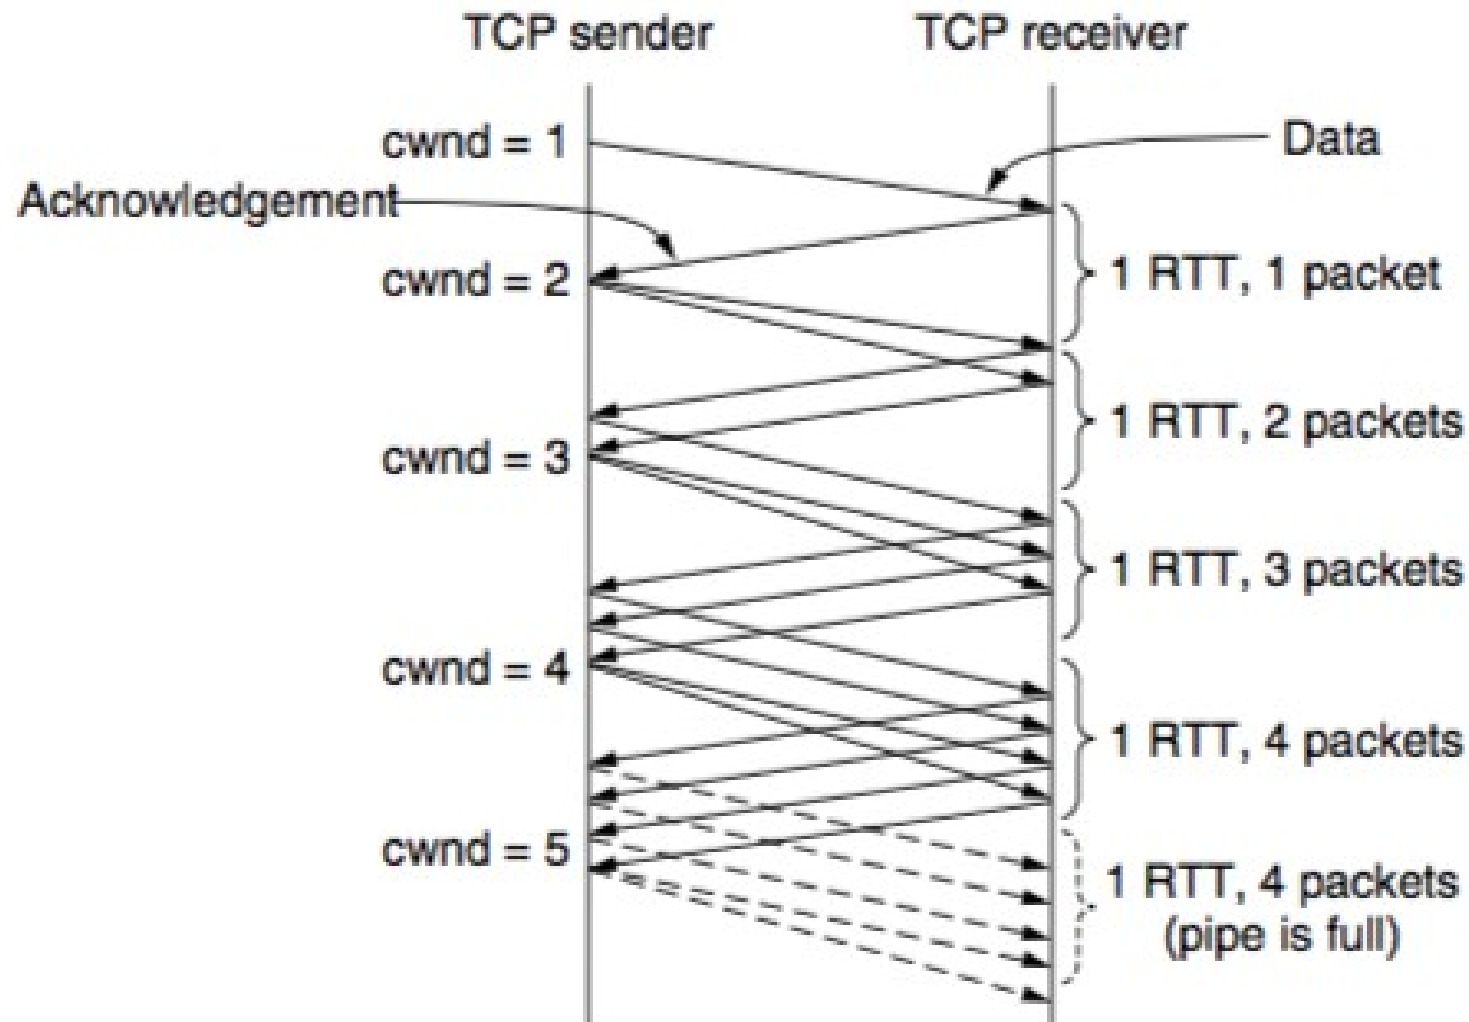 TCP sender
TCP receiver
cwnd = 1
Data
Acknowledgement
cwnd = 2
1 RTT, 1 packet
1 RTT, 2 packets
cwnd = 3
1 RTT, 3 packets
cwnd = 4
1 RTT, 4 packets
cwnd = 5
1 RTT, 4 packets
(pipe is full)